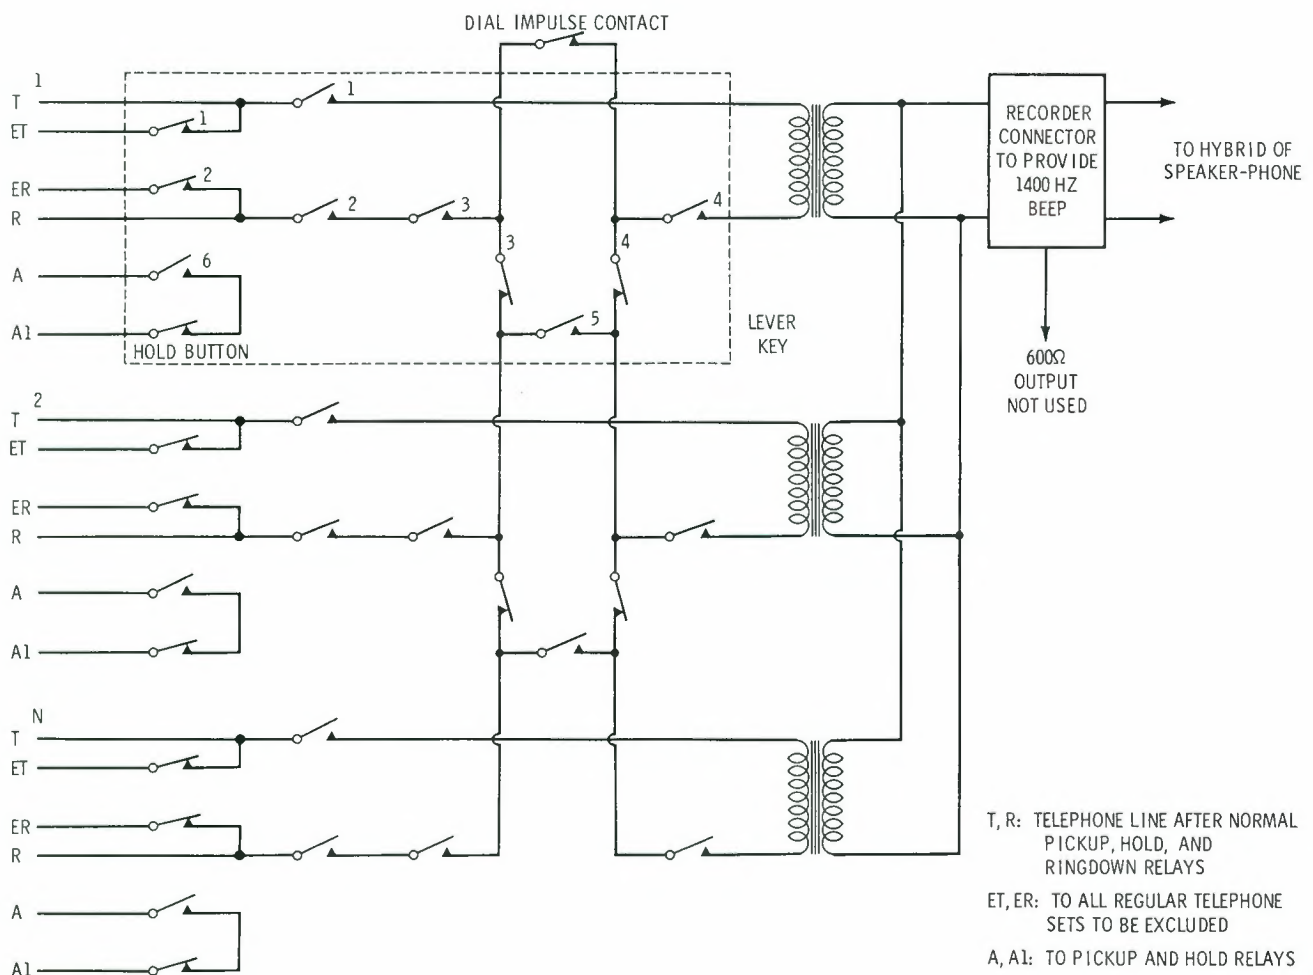 DIAL IMPULSE CONTACT
1
T
ET
ER
R
A
A1
1
1
2
2
3
4
6
3
4
5
HOLD BUTTON
LEVER
KEY
RECORDER
CONNECTOR
TO PROVIDE
1400 HZ
BEEP
TO HYBRID OF
SPEAKER-PHONE
600Ω
OUTPUT
NOT USED
2
T
ET
ER
R
A
A1
N
T
ET
ER
R
A
A1
T, R: TELEPHONE LINE AFTER NORMAL
PICKUP, HOLD, AND
RINGDOWN RELAYS
ET, ER: TO ALL REGULAR TELEPHONE
SETS TO BE EXCLUDED
A, A1: TO PICKUP AND HOLD RELAYS